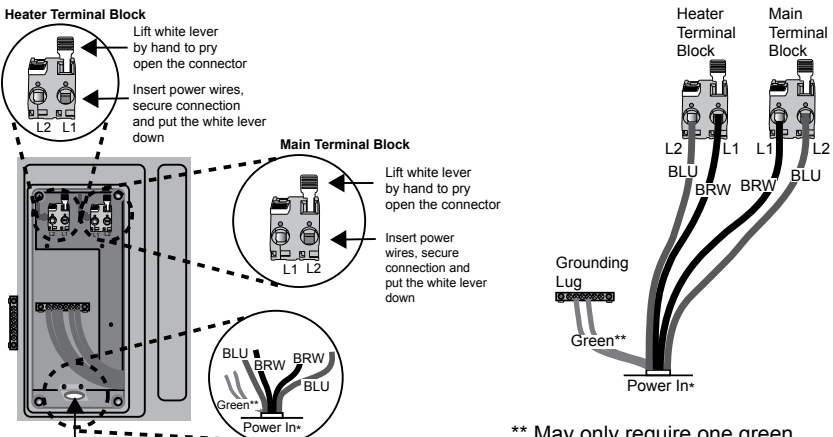 Heater Terminal Block
Lift white lever
by hand to pry
open the connector
Insert power wires,
secure connection
and put the white lever
down
L2 L1
Main Terminal Block
Lift white lever
by hand to pry
open the connector
Insert power
wires, secure
connection and
put the white lever
down
L1 L2
L2 L1
L1 L2
BLU
BRW
BRW
BLU
Green**
Power In*
Heater
Terminal
Block
Main
Terminal
Block
L2
L1
L1
L2
BLU
BRW
BRW
BLU
Grounding
Lug
Green**
Power In*
** May only require one green